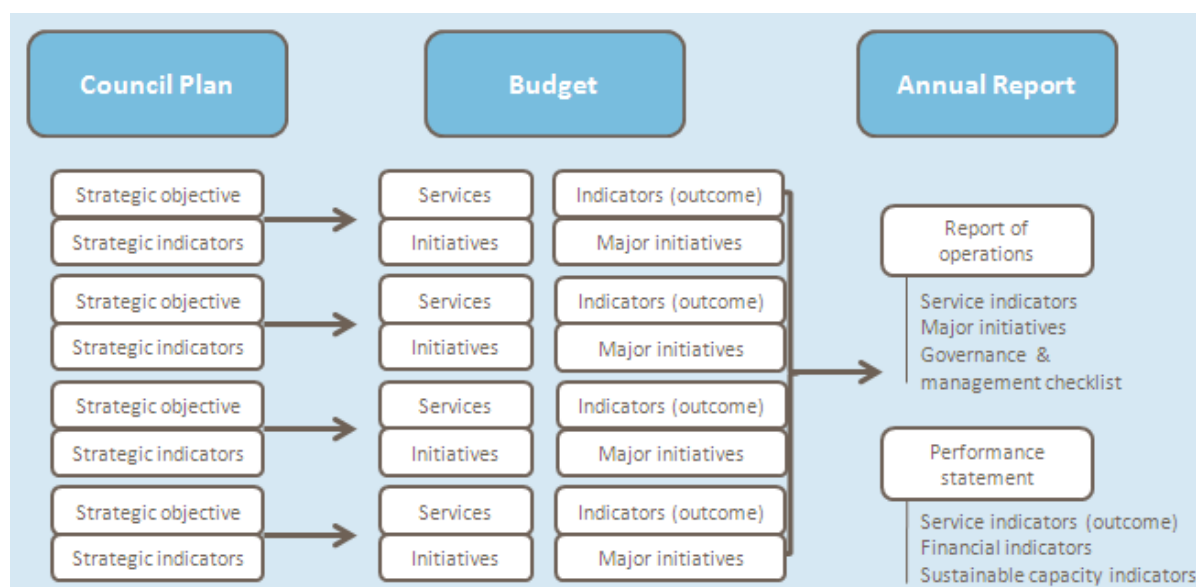 Council Plan
Budget
Annual Report
Strategic objective
Strategic indicators
Strategic objective
Strategic indicators
Strategic objective
Strategic indicators
Strategic objective
Strategic indicators
Services
Initiatives
Services
Initiatives
Services
Initiatives
Services
Initiatives
Indicators (outcome)
Major initiatives
Indicators (outcome)
Major initiatives
Indicators (outcome)
Major initiatives
Indicators (outcome)
Major initiatives
Report of
operations
Service indicators
Major initiatives
Governance &
management checklist
Performance
statement
Service indicators (outcome)
Financial indicators
Sustainable capacity indicators